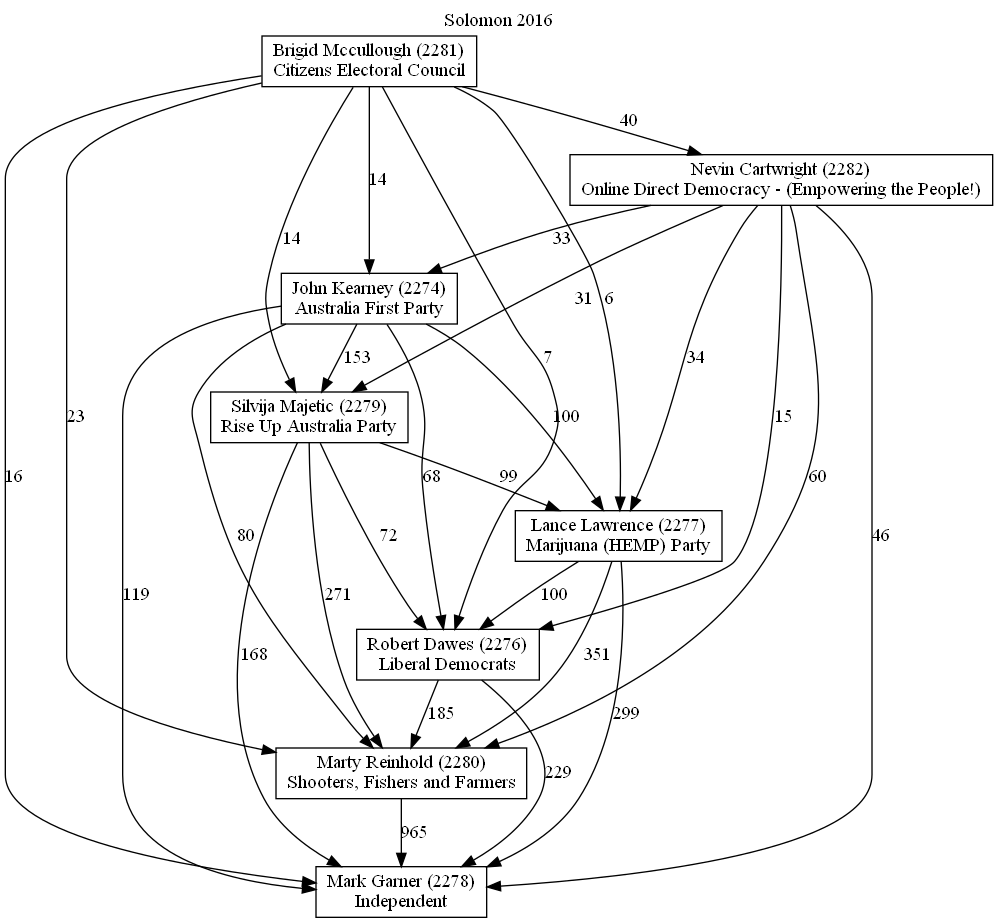 Solomon 2016
Brigid Mccullough (2281)
Citizens Electoral Council
40
Nevin Cartwright (2282)
Online Direct Democracy - (Empowering the People!)
14
14
33
John Kearney (2274)
Australia First Party
31
6
153
7
34
Silvija Majetic (2279)
Rise Up Australia Party
23
100
15
16
68
99
60
Lance Lawrence (2277)
Marijuana (HEMP) Party
80
72
46
119
271
100
Robert Dawes (2276)
Liberal Democrats
168
351
185
299
Marty Reinhold (2280)
Shooters, Fishers and Farmers
229
965
Mark Garner (2278)
Independent